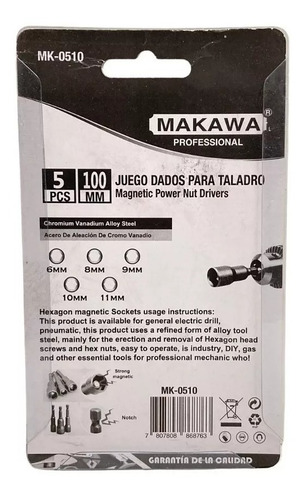 MK-0510
MAKAWA®
PROFESSIONAL
5 PCS
100 MM
JUEGO DADOS PARA TALADRO
Magnetic Power Nut Drivers
Chromium Vanadium Alloy Steel
Acero De Aleación De Cromo Vanadio
6MM 8MM 9MM
10MM 11MM
Hexagon magnetic Sockets usage instructions:
This product is available for general electric drill,
pneumatic, this product uses a refined form of alloy tool
steel, mainly for the erection and removal of Hexagon head
screws and hex nuts, easy to operate, is industry, DIY, gas
and other essential tools for professional mechanic who!
Strong
magnetic
Notch
MK-0510
7 807808 868763
GARANTÍA DE LA CALIDAD